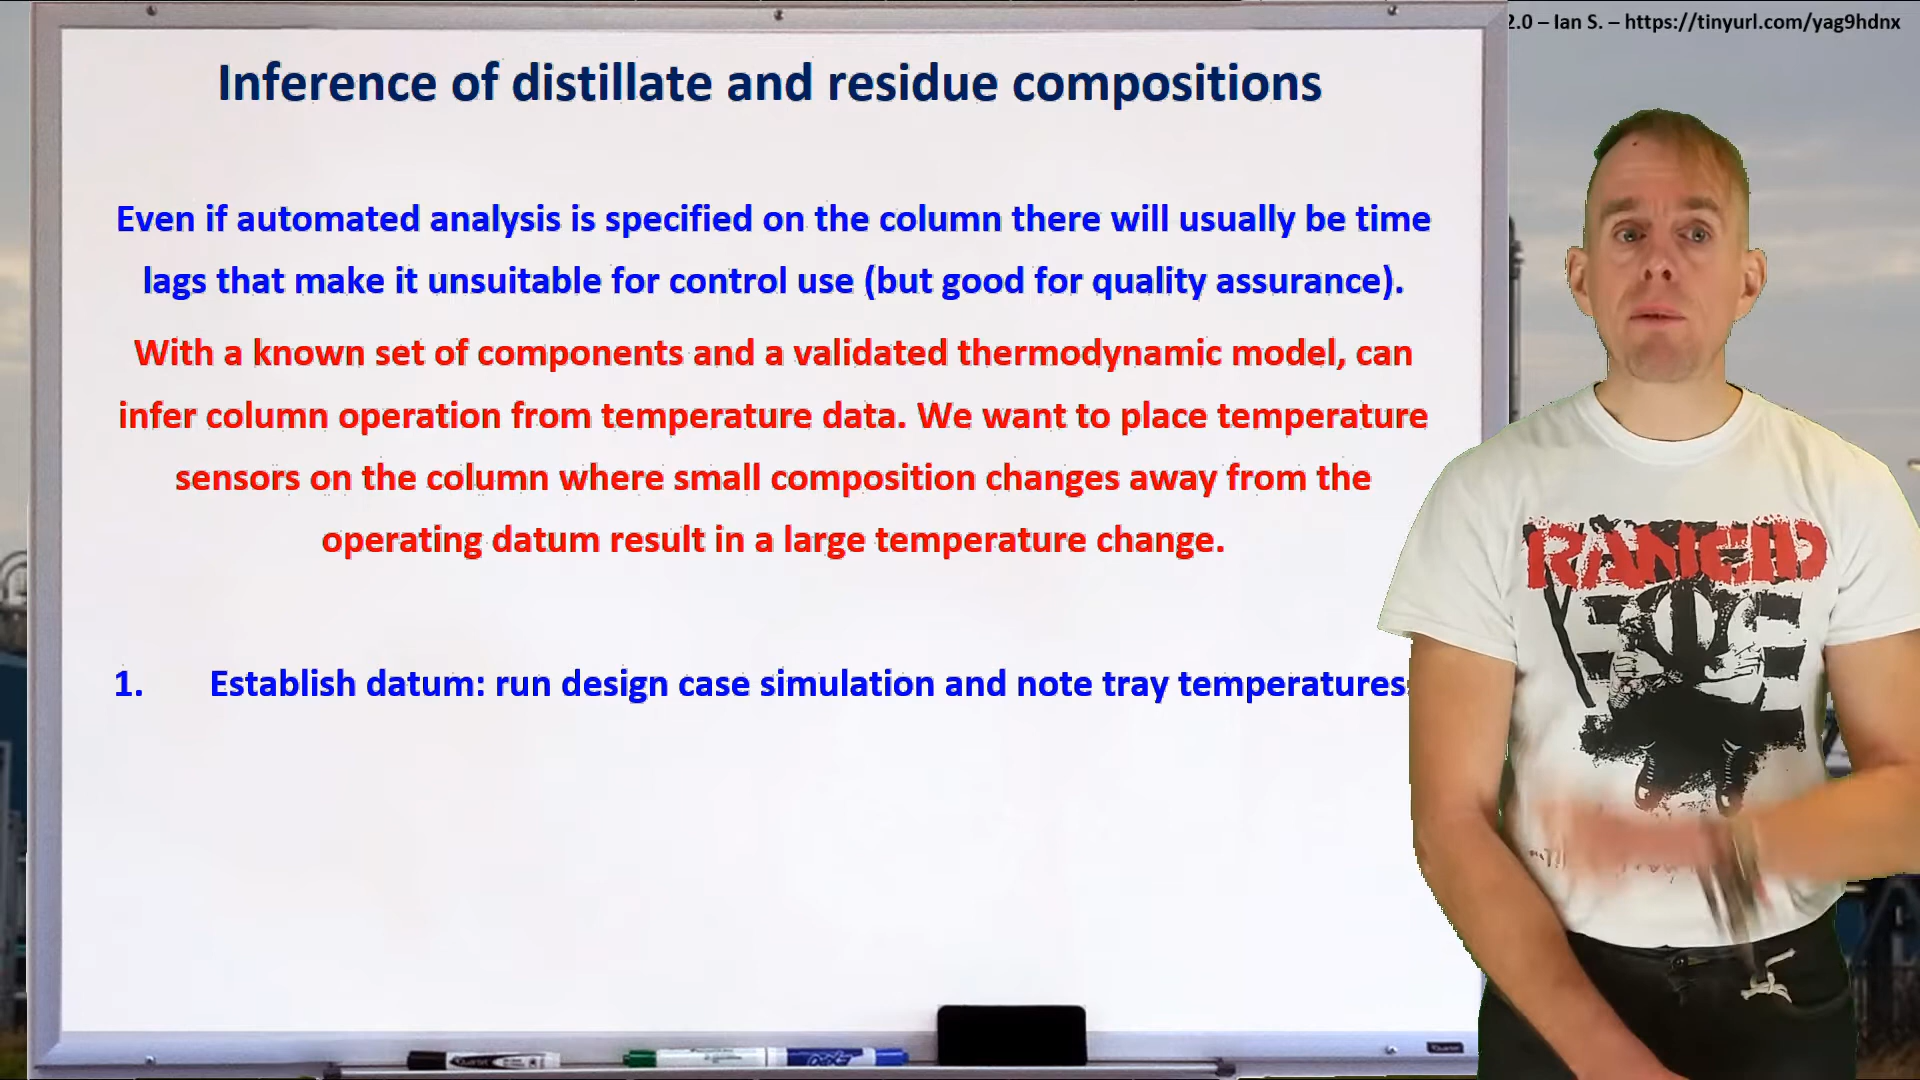 2.0 – Ian S. – https://tinyurl.com/yag9hdnx
Inference of distillate and residue compositions
Even if automated analysis is specified on the column there will usually be time
lags that make it unsuitable for control use (but good for quality assurance).
With a known set of components and a validated thermodynamic model, can
infer column operation from temperature data. We want to place temperature
sensors on the column where small composition changes away from the
operating datum result in a large temperature change.
1. Establish datum: run design case simulation and note tray temperatures
RANCID
Quartet